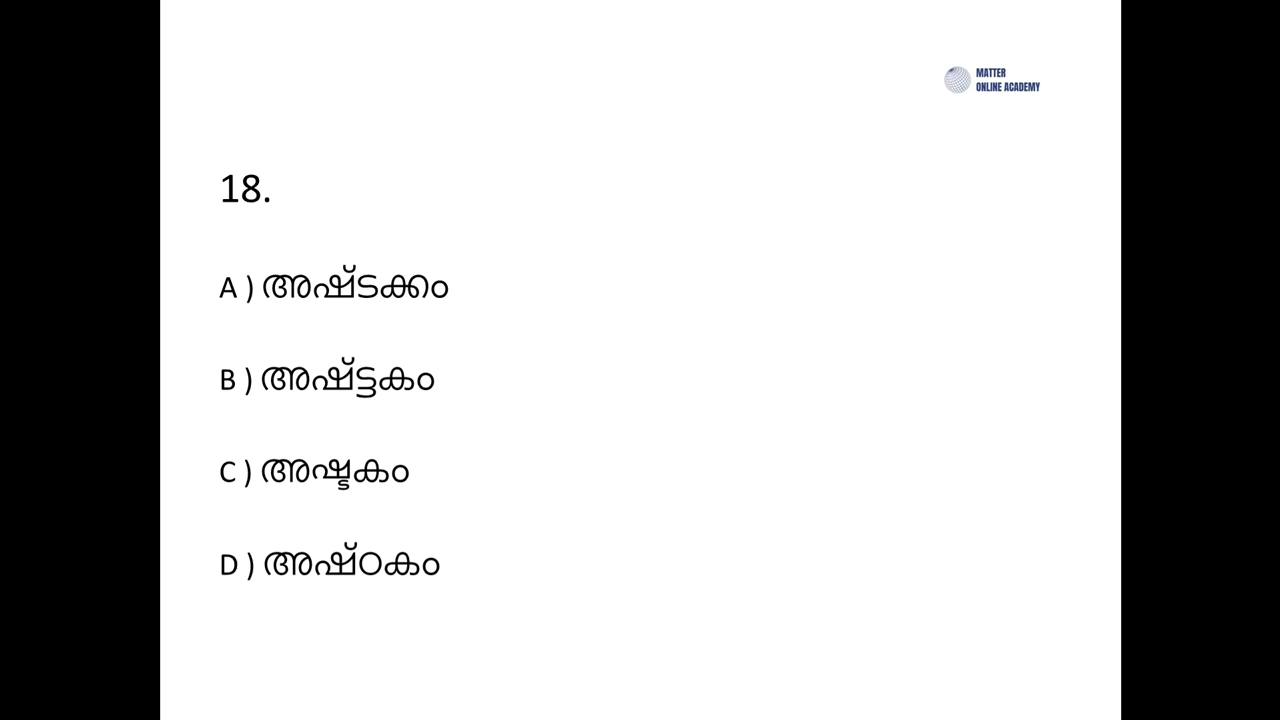 MATTER
ONLINE ACADEMY
18.
A ) അഷ്‌ടക്കം
B ) അഷ്‌ട്ടകം
C ) അഷ്ടകം
D ) അഷ്‌ഠകം